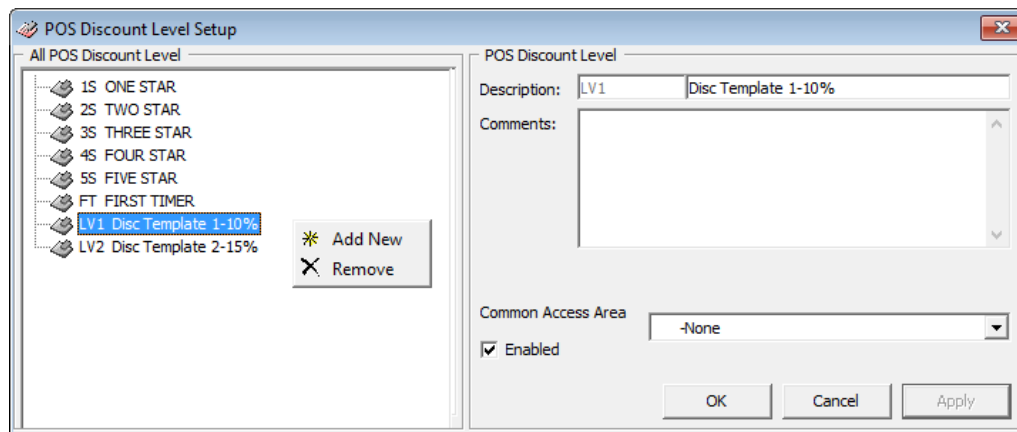 POS Discount Level Setup
All POS Discount Level
1S ONE STAR
2S TWO STAR
3S THREE STAR
4S FOUR STAR
5S FIVE STAR
FT FIRST TIMER
LV1 Disc Template 1-10%
LV2 Disc Template 2-15%
Add New
Remove
POS Discount Level
Description: LV1 Disc Template 1-10%
Comments:
Common Access Area -None
Enabled
OK Cancel Apply